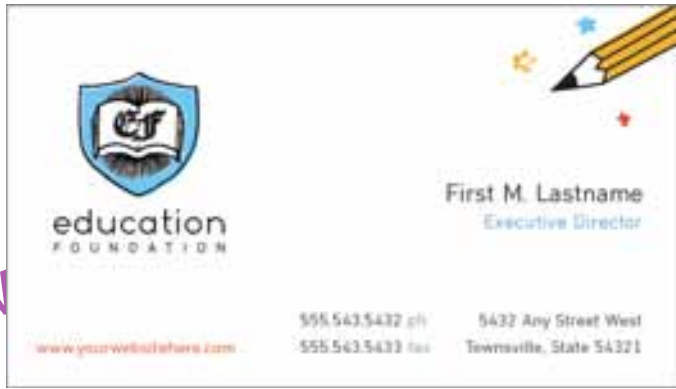 EF
education
FOUNDATION
First M. Lastname
Executive Director
555.543.5432 ph
555.543.5433 fax
5432 Any Street West
Townsville, State 54321
www.yourwebsitehere.com